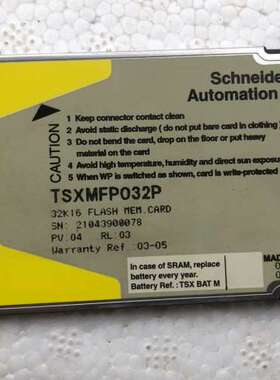 Schneide
Automation
CAUTION
1 Keep connector contact clean
2 Avoid static discharge ( do not put bare card in clothing )
3 Do not bend the card, drop on the floor or put heavy
material on the card
4 Avoid high temperature, humidity and direct sun exposu
5 When WP is switched as shown, card is write-protected
TSXMFP032P
32K16 FLASH MEM.CARD
SN: 21043900078
PV:04 RL:03
Warranty Ref.:03-05
In case of SRAM, replace
battery every year.
Battery Ref. : TSX BAT M
MAD